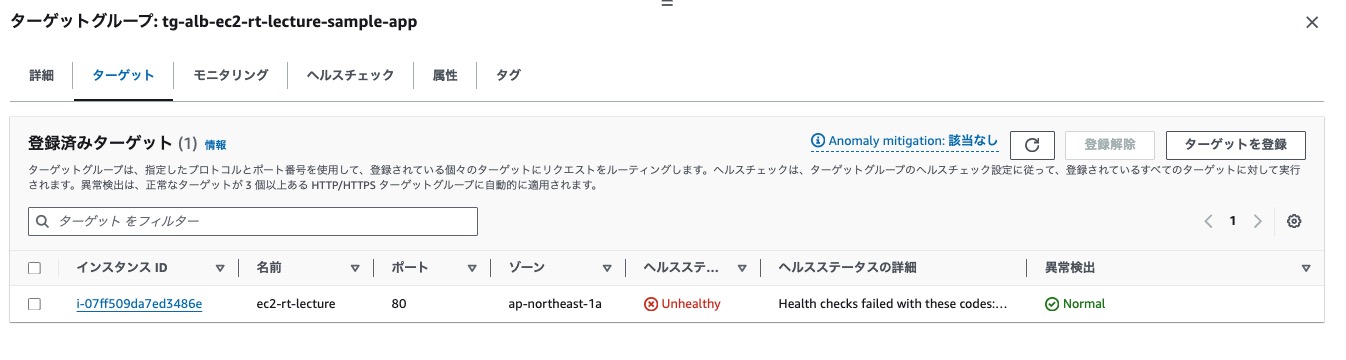 ターゲットグループ: tg-alb-ec2-rt-lecture-sample-app
詳細 ターゲット モニタリング ヘルスチェック 属性 タグ
登録済みターゲット (1) 情報
Anomaly mitigation: 該当なし 登録解除 ターゲットを登録
ターゲットグループは、指定したプロトコルとポート番号を使用して、登録されている個々のターゲットにリクエストをルーティングします。ヘルスチェックは、ターゲットグループのヘルスチェック設定に従って、登録されているすべてのターゲットに対して実行
されます。異常検出は、正常なターゲットが 3 個以上ある HTTP/HTTPS ターゲットグループに自動的に適用されます。
ターゲット をフィルター
1
インスタンス ID 名前 ポート ゾーン ヘルスステ... ヘルスステータスの詳細 異常検出
i-07ff509da7ed3486e ec2-rt-lecture 80 ap-northeast-1a Unhealthy Health checks failed with these codes:... Normal